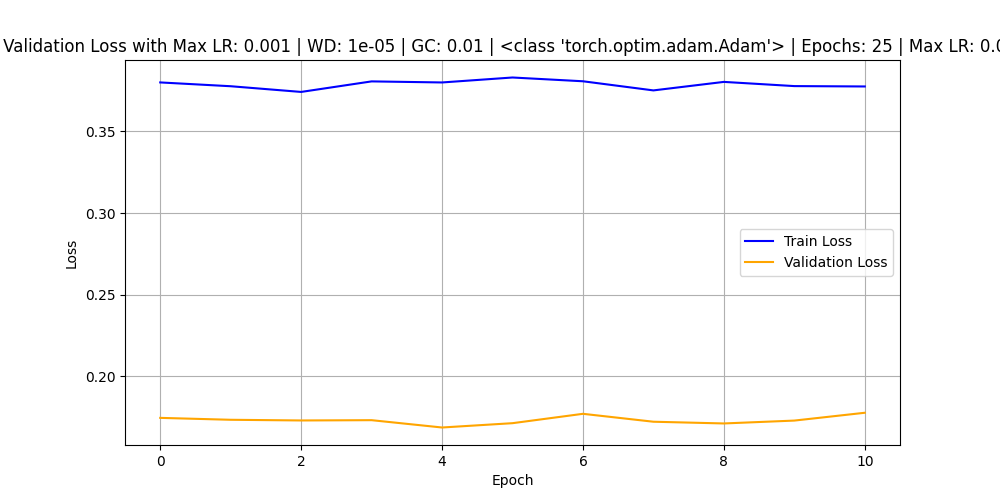 Validation Loss with Max LR: 0.001 | WD: 1e-05 | GC: 0.01 | <class 'torch.optim.adam.Adam'> | Epochs: 25 | Max LR: 0.0
0.35
0.30
0.25
0.20
Loss
Train Loss
Validation Loss
0 2 4 6 8 10
Epoch